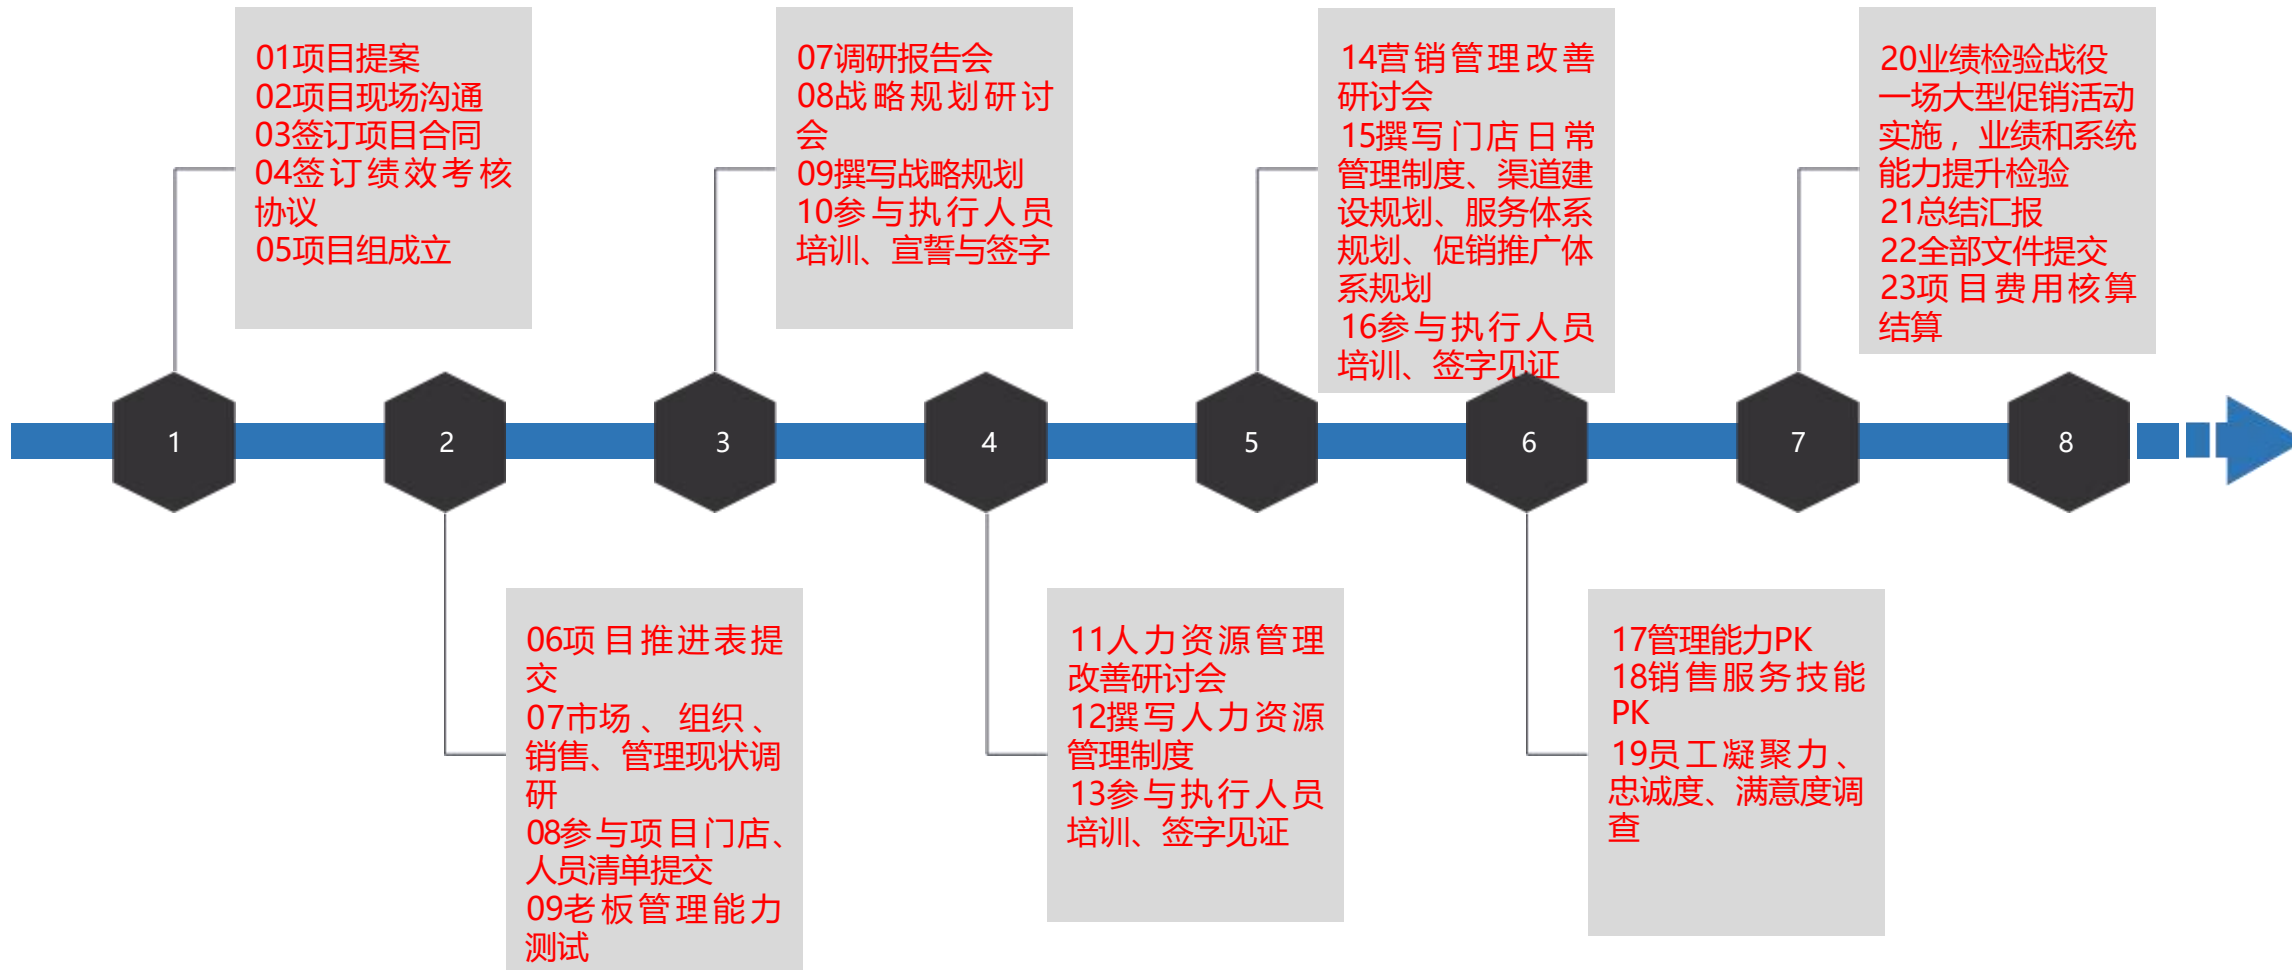 01项目提案
02项目现场沟通
03签订项目合同
04签订绩效考核
协议
05项目组成立
07调研报告会
08战略规划研讨
会
09撰写战略规划
10参与执行人员
培训、宣誓与签字
14营销管理改善
研讨会
15撰写门店日常
管理制度、渠道建
设规划、服务体系
规划、促销推广体
系规划
16参与执行人员
培训、签字见证
20业绩检验战役
一场大型促销活动
实施，业绩和系统
能力提升检验
21总结汇报
22全部文件提交
23项目费用核算
结算
1
2
3
4
5
6
7
8
06项目推进表提
交
07市场、组织、
销售、管理现状调
研
08参与项目门店、
人员清单提交
09老板管理能力
测试
11人力资源管理
改善研讨会
12撰写人力资源
管理制度
13参与执行人员
培训、签字见证
17管理能力PK
18销售服务技能
PK
19员工凝聚力、
忠诚度、满意度调
查